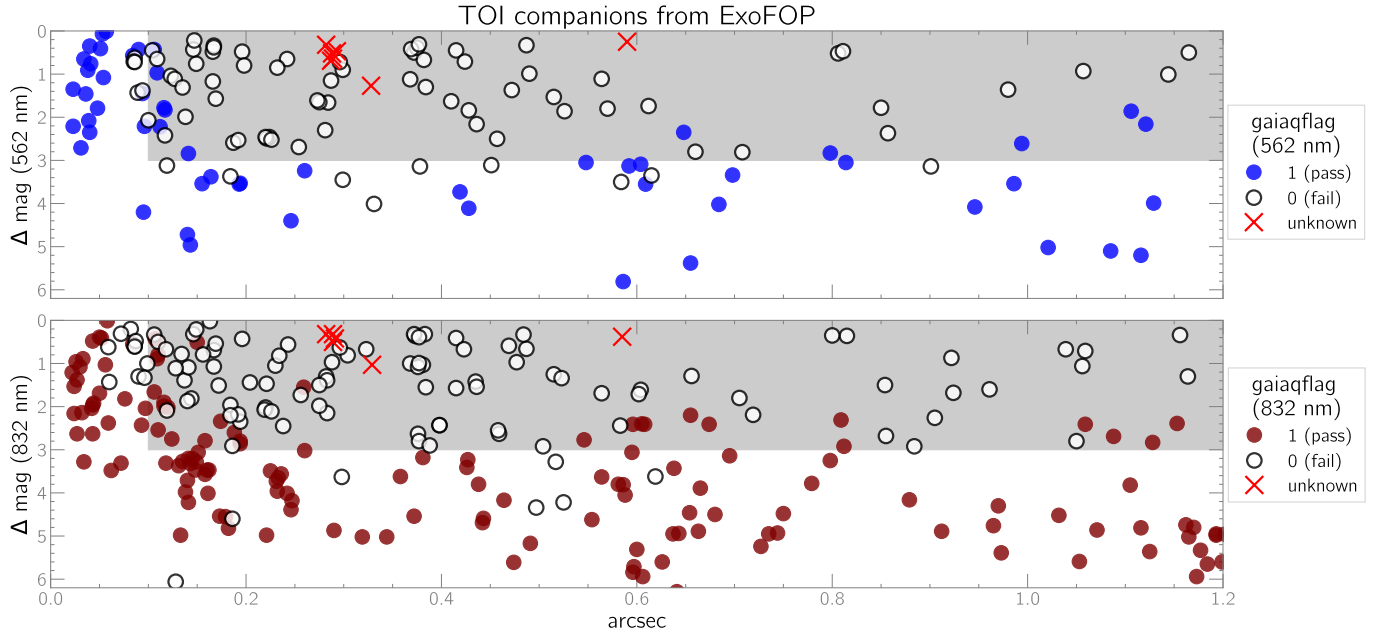 TOI companions from ExoFOP
0
1
2
3
4
5
6
Δ mag (562 nm)
gaiaqflag
(562 nm)
1 (pass)
0 (fail)
unknown
0
1
2
3
4
5
6
Δ mag (832 nm)
gaiaqflag
(832 nm)
1 (pass)
0 (fail)
unknown
0.0 0.2 0.4 0.6 0.8 1.0 1.2
arcsec